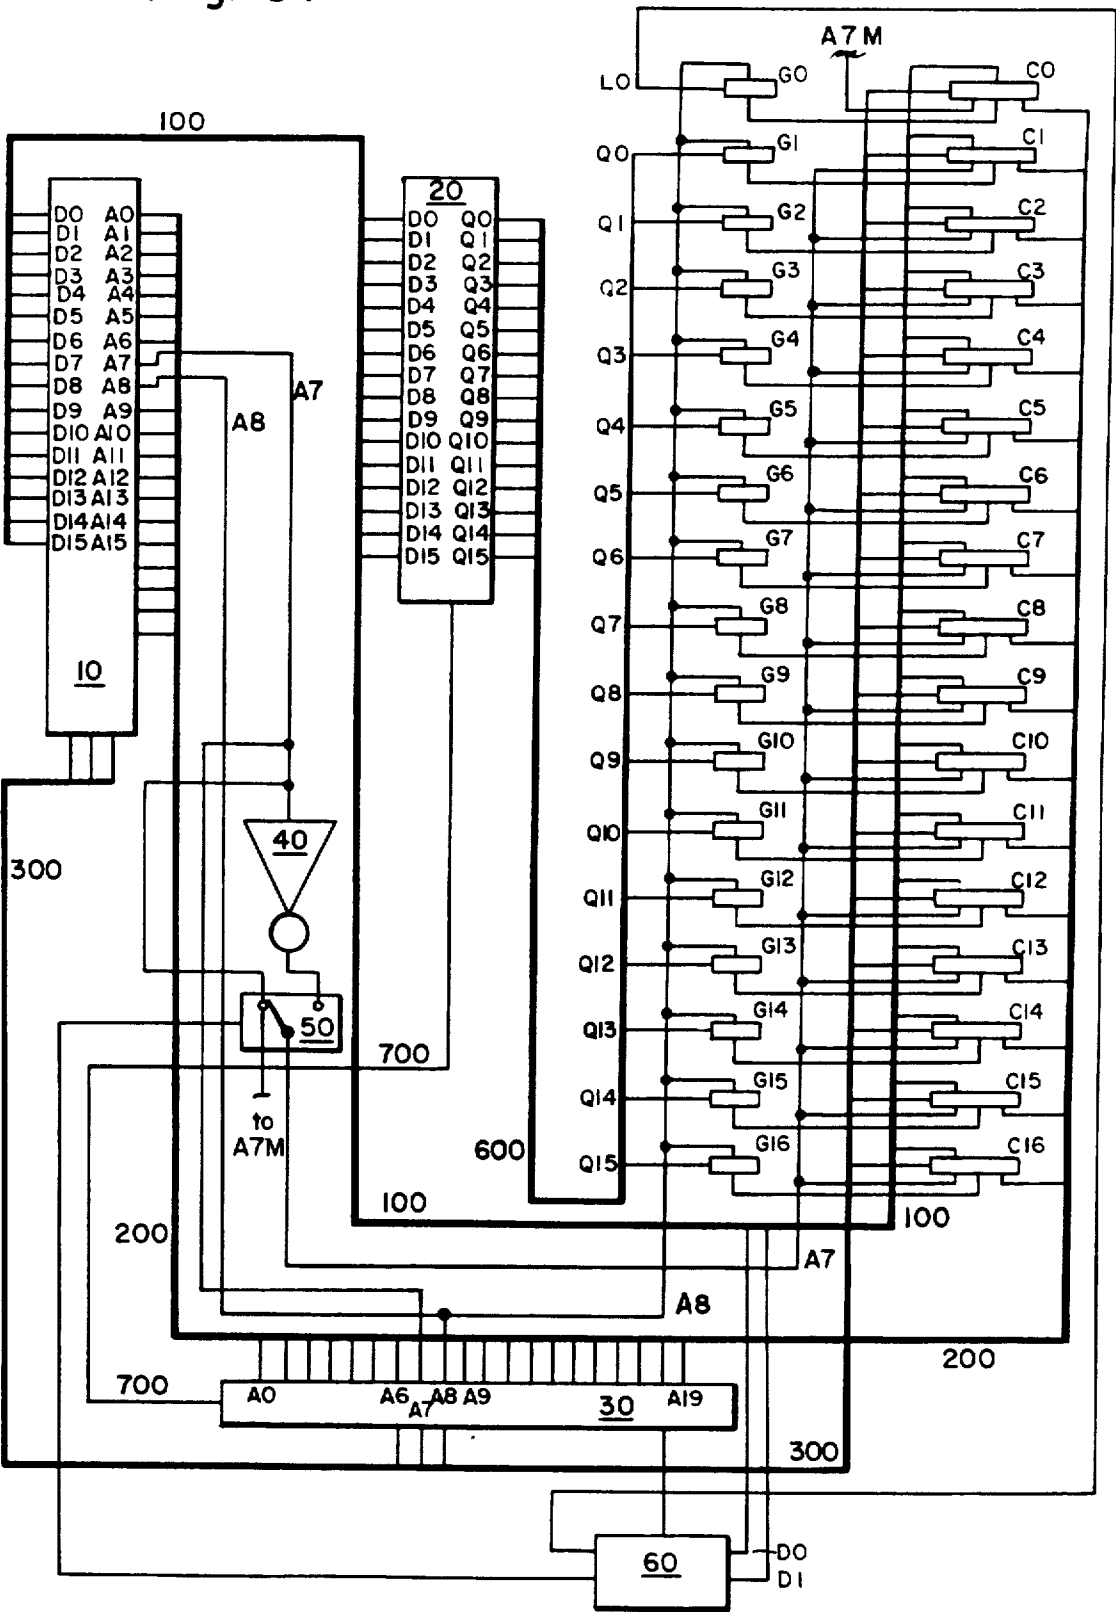 A7M
L0 G0 C0
100
Q0 G1 C1
20
D0 A0 D0 Q0 Q1 G2 C2
D1 A1 D1 Q1
D2 A2 D2 Q2
D3 A3 D3 Q3 Q2 G3 C3
D4 A4 D4 Q4
D5 A5 D5 Q5
D6 A6 D6 Q6 Q3 G4 C4
D7 A7 D7 Q7
D8 A8 A7 D8 Q8
D9 A9 A8 D9 Q9 Q4 G5 C5
D10 A10 D10 Q10
D11 A11 D11 Q11
D12 A12 D12 Q12 Q5 G6 C6
D13 A13 D13 Q13
D14 A14 D14 Q14
D15 A15 D15 Q15 Q6 G7 C7
Q7 G8 C8
10
Q8 G9 C9
Q9 G10 C10
40
Q10 G11 C11
300
Q11 G12 C12
Q12 G13 C13
50
Q13 G14 C14
700
Q14 G15 C15
to
A7M
600 Q15 G16 C16
100 100
200
A7
A8
200
700
A0 A6 A7 A8 A9 30 A19
300
60 D0
D1